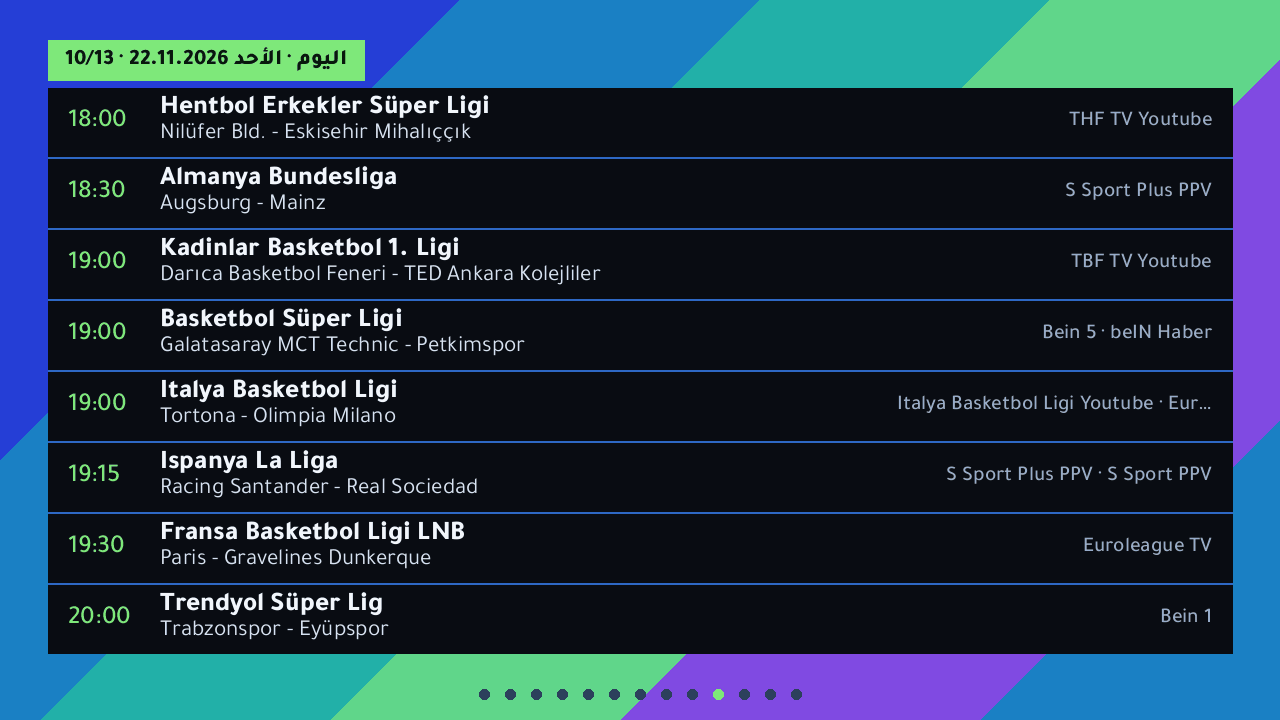 اليوم · الأحد 22.11.2026 · 10/13
18:00
Hentbol Erkekler Süper Ligi
Nilüfer Bld. - Eskisehir Mihalıççık
THF TV Youtube
18:30
Almanya Bundesliga
Augsburg - Mainz
S Sport Plus PPV
19:00
Kadinlar Basketbol 1. Ligi
Darıca Basketbol Feneri - TED Ankara Kolejliler
TBF TV Youtube
19:00
Basketbol Süper Ligi
Galatasaray MCT Technic - Petkimspor
Bein 5 · beIN Haber
19:00
Italya Basketbol Ligi
Tortona - Olimpia Milano
Italya Basketbol Ligi Youtube · Eur...
19:15
Ispanya La Liga
Racing Santander - Real Sociedad
S Sport Plus PPV · S Sport PPV
19:30
Fransa Basketbol Ligi LNB
Paris - Gravelines Dunkerque
Euroleague TV
20:00
Trendyol Süper Lig
Trabzonspor - Eyüpspor
Bein 1